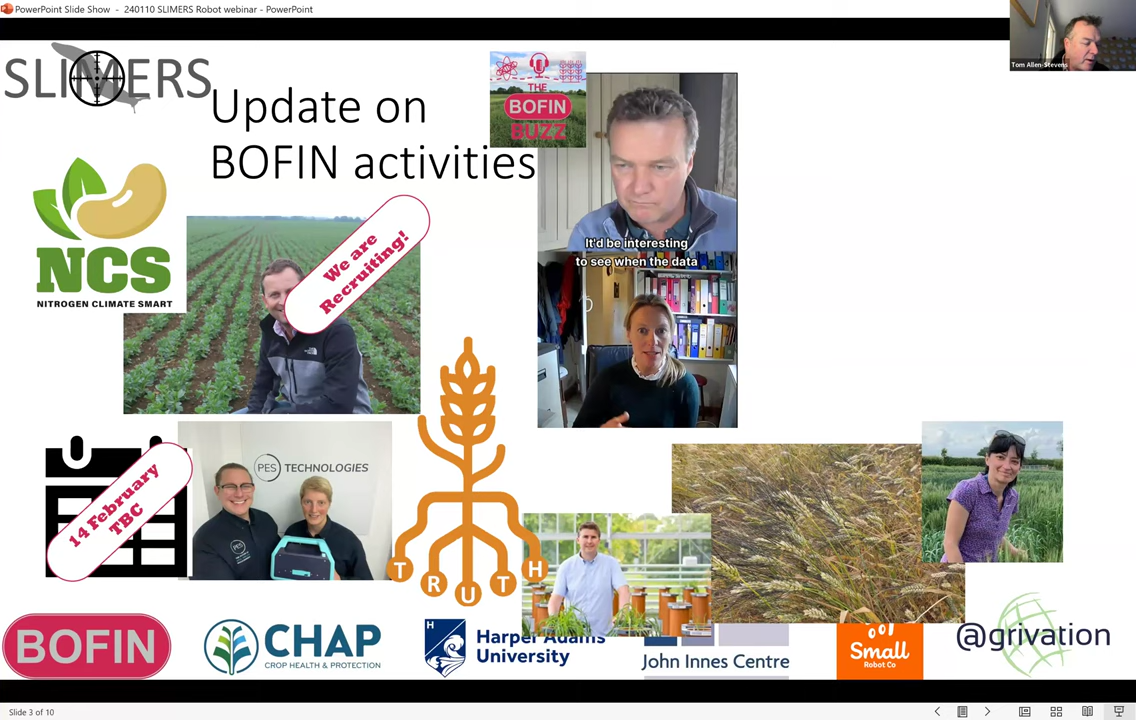 PowerPoint Slide Show - 240110 SLIMERS Robot webinar - PowerPoint
Tom Allen-Stevens
SLIMERS
Update on
BOFIN activities
THE
BOFIN
BUZZ
It'd be interesting
to see when the data
NCS
NITROGEN CLIMATE SMART
We are
Recruiting!
14 February
TBC
PES TECHNOLOGIES
PES
T R U T H
BOFIN
CHAP
CROP HEALTH & PROTECTION
H
Harper Adams
University
John Innes Centre
Small
Robot Co
@grivation
Slide 3 of 10